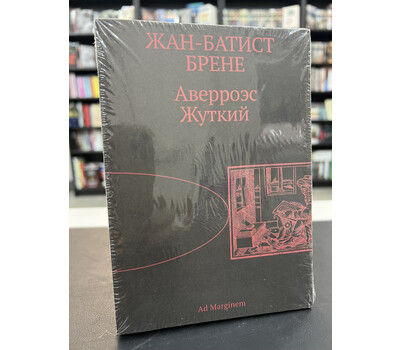 ЖАН-БАТИСТ
БРЕНЕ
Аверроэс
Жуткий
Ad Marginem